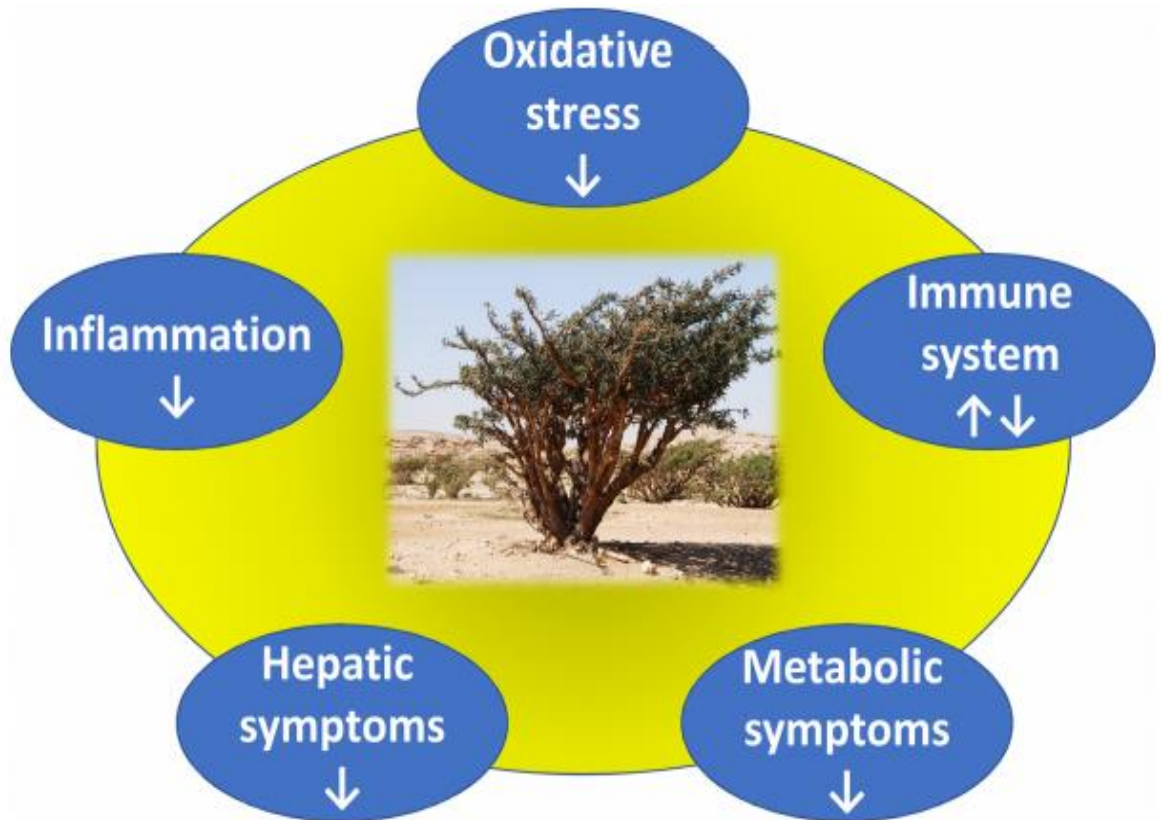 Oxidative
stress
↓
Inflammation
↓
Immune
system
↑↓
Hepatic
symptoms
↓
Metabolic
symptoms
↓